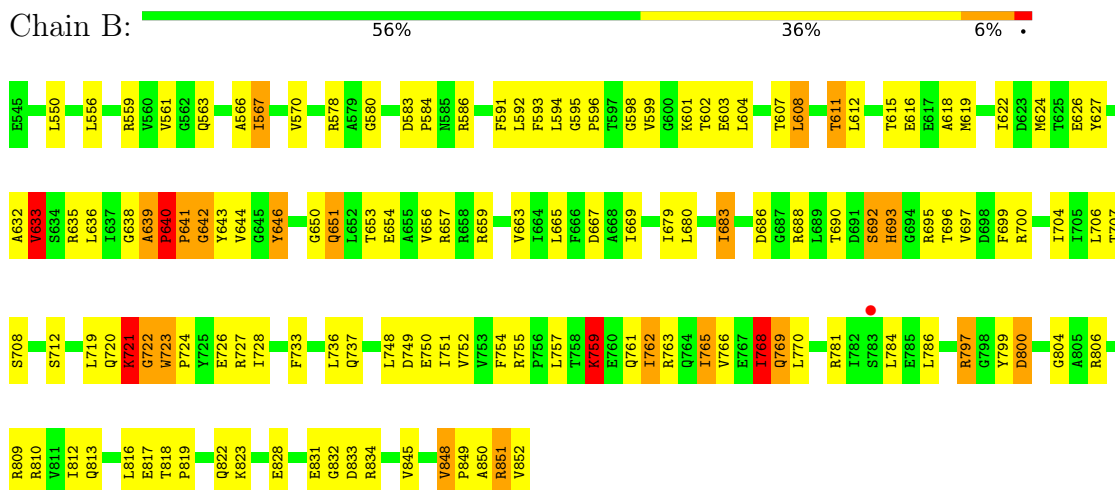 Chain B:
56% 36% 6% •
E545 L550 L556 R559 V560 V561 G562 Q563 A566 I567 V570 R578 A579 G580 D583 P584 N585 R586 F591 L592 F593 L594 G595 P596 T597 G598 V599 G600 K601 T602 E603 L604 T607 L608 T611 L612 T615 E616 E617 A618 M619 I622 D623 M624 T625 E626 Y627
A632 V633 S634 R635 L636 I637 G638 A639 P640 P641 G642 Y643 V644 G645 Y646 G650 Q651 L652 T653 E654 A655 V656 R657 R658 R659 V663 I664 L665 F666 D667 A668 I669 I679 L680 I683 D686 G687 R688 L689 T690 D691 S692 H693 G694 R695 T696 V697 D698 F699 R700 I704 I705 L706 T707
S708 S712 L719 Q720 K721 G722 W723 P724 Y725 E726 R727 I728 F733 L736 Q737 L748 D749 E750 I751 V752 V753 F754 R755 P756 L757 T758 K759 E760 Q761 I762 R763 Q764 I765 V766 E767 I768 Q769 L770 R781 I782 S783 L784 E785 L786 R797 G798 Y799 D800 G804 A805 R806
R809 R810 V811 I812 Q813 L816 E817 T818 P819 Q822 K823 E828 E831 G832 D833 R834 V845 V848 P849 A850 R851 V852